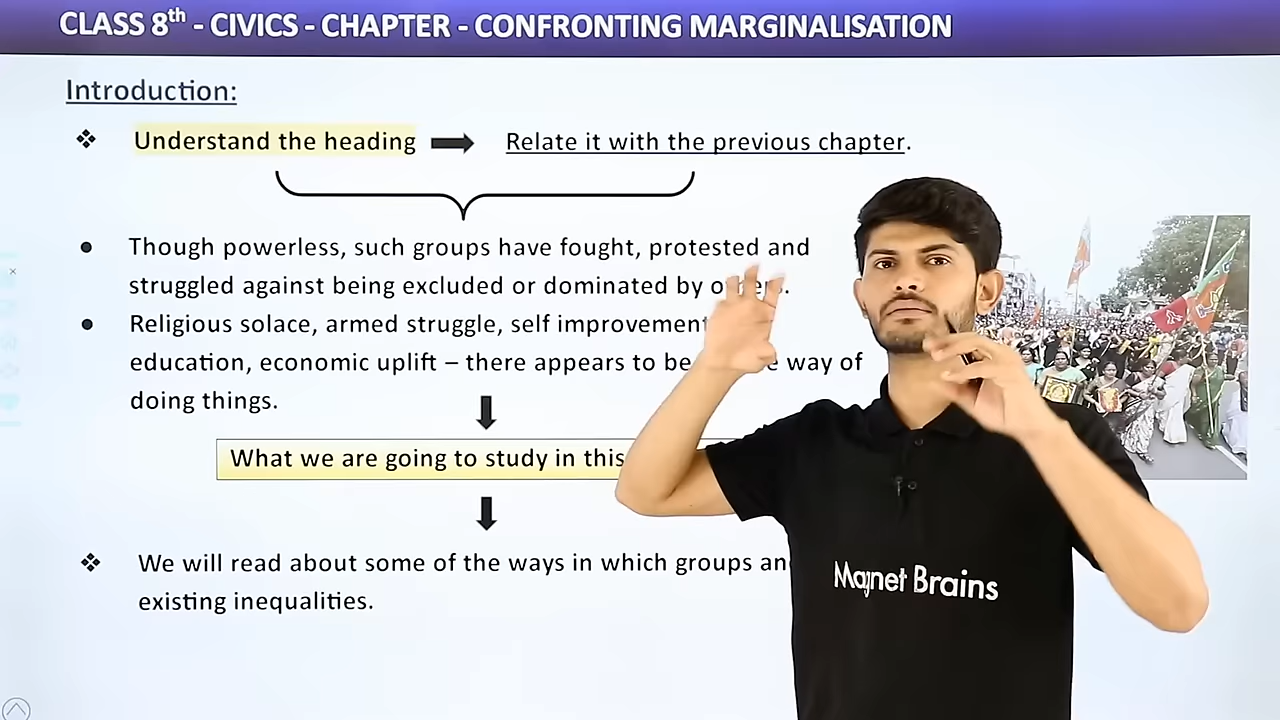 CLASS 8th - CIVICS - CHAPTER - CONFRONTING MARGINALISATION
Introduction:
Understand the heading
Relate it with the previous chapter.
Though powerless, such groups have fought, protested and
struggled against being excluded or dominated by
Religious solace, armed struggle, self improvement
education, economic uplift – there appears to be way of
doing things.
What we are going to study in this
We will read about some of the ways in which groups
existing inequalities.
Magnet Brains